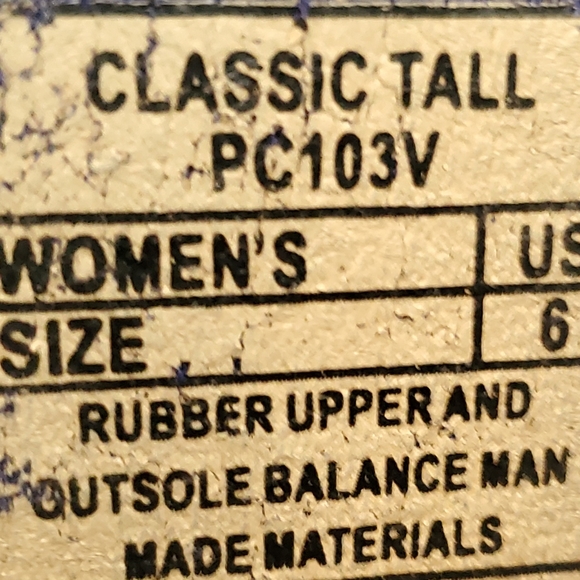 CLASSIC TALL
PC103V
WOMEN'S US
SIZE 6
RUBBER UPPER AND
OUTSOLE BALANCE MAN
MADE MATERIALS